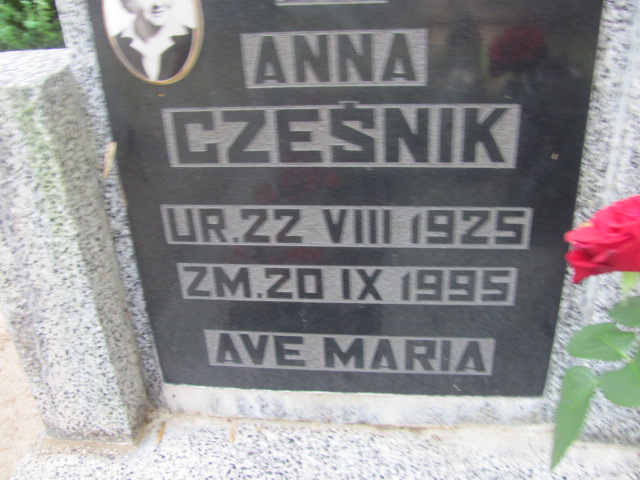 ANNA
CZEŚNIK
UR.22 VIII 1925
ZM.20 IX 1995
AVE MARIA